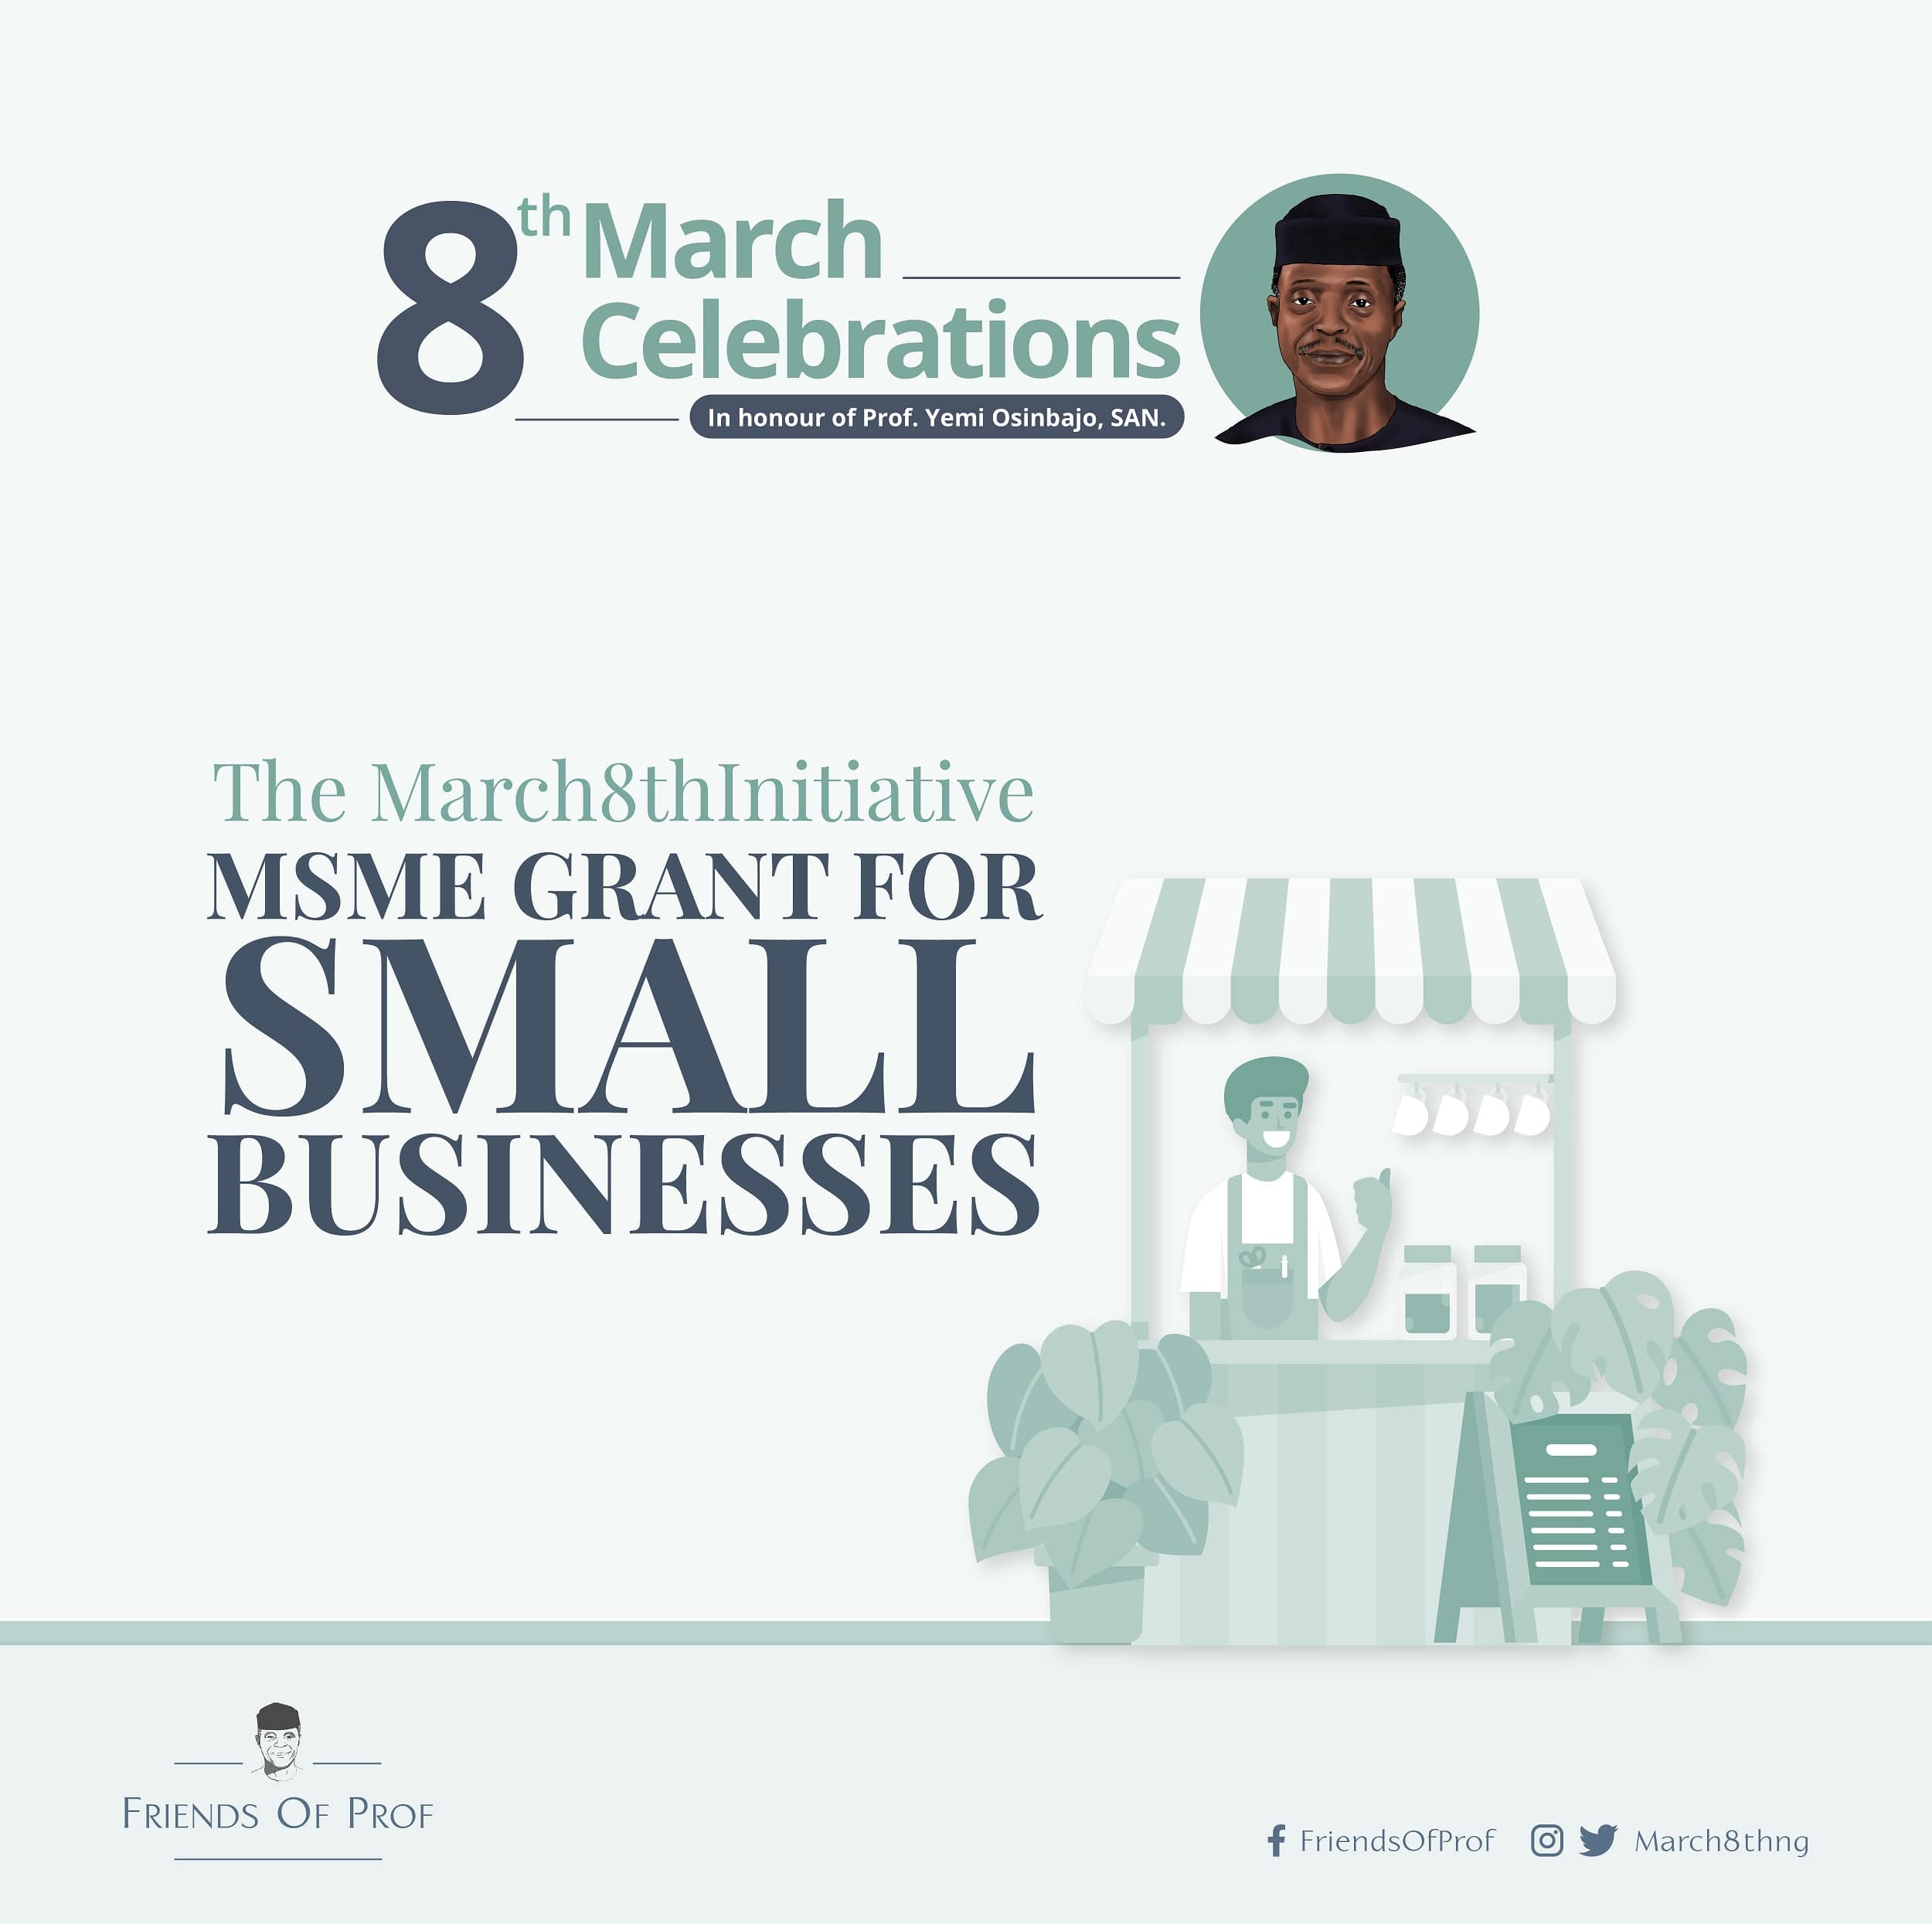 8th March
Celebrations
In honour of Prof. Yemi Osinbajo, SAN.
The March8thInitiative
MSME GRANT FOR
SMALL
BUSINESSES
FRIENDS OF PROF
FriendsOfProf March8thng